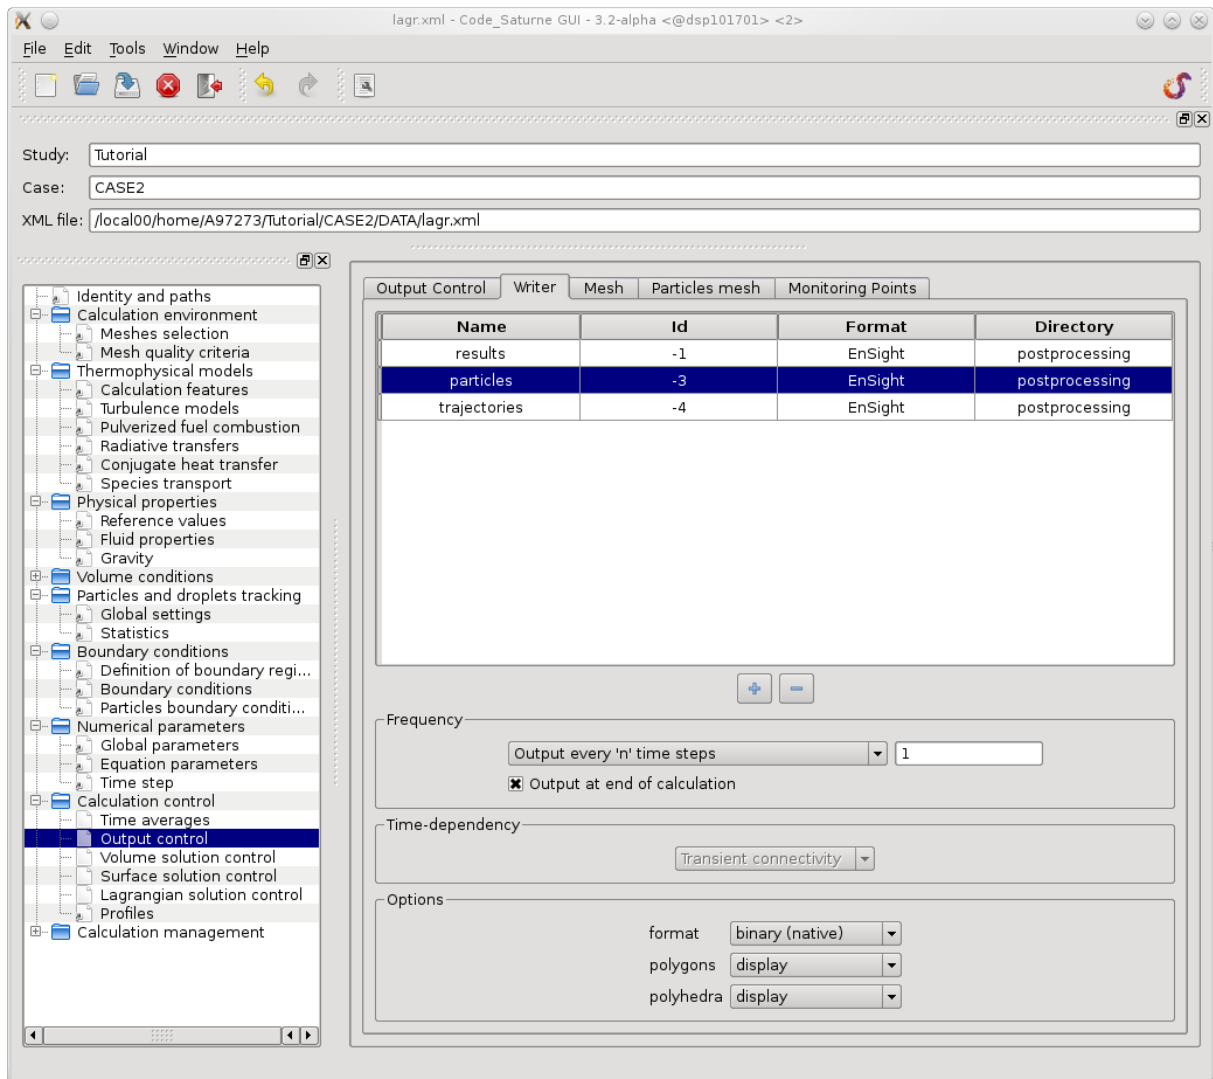 lagr.xml - Code_Saturne GUI - 3.2-alpha <@dsp101701> <2>
File Edit Tools Window Help
Study: Tutorial
Case: CASE2
XML file: /local00/home/A97273/Tutorial/CASE2/DATA/lagr.xml
Identity and paths
Calculation environment
Meshes selection
Mesh quality criteria
Thermophysical models
Calculation features
Turbulence models
Pulverized fuel combustion
Radiative transfers
Conjugate heat transfer
Species transport
Physical properties
Reference values
Fluid properties
Gravity
Volume conditions
Particles and droplets tracking
Global settings
Statistics
Boundary conditions
Definition of boundary regi...
Boundary conditions
Particles boundary conditi...
Numerical parameters
Global parameters
Equation parameters
Time step
Calculation control
Time averages
Output control
Volume solution control
Surface solution control
Lagrangian solution control
Profiles
Calculation management
Output Control Writer Mesh Particles mesh Monitoring Points
Name Id Format Directory
results -1 EnSight postprocessing
particles -3 EnSight postprocessing
trajectories -4 EnSight postprocessing
Frequency
Output every 'n' time steps 1
Output at end of calculation
Time-dependency
Transient connectivity
Options
format binary (native)
polygons display
polyhedra display